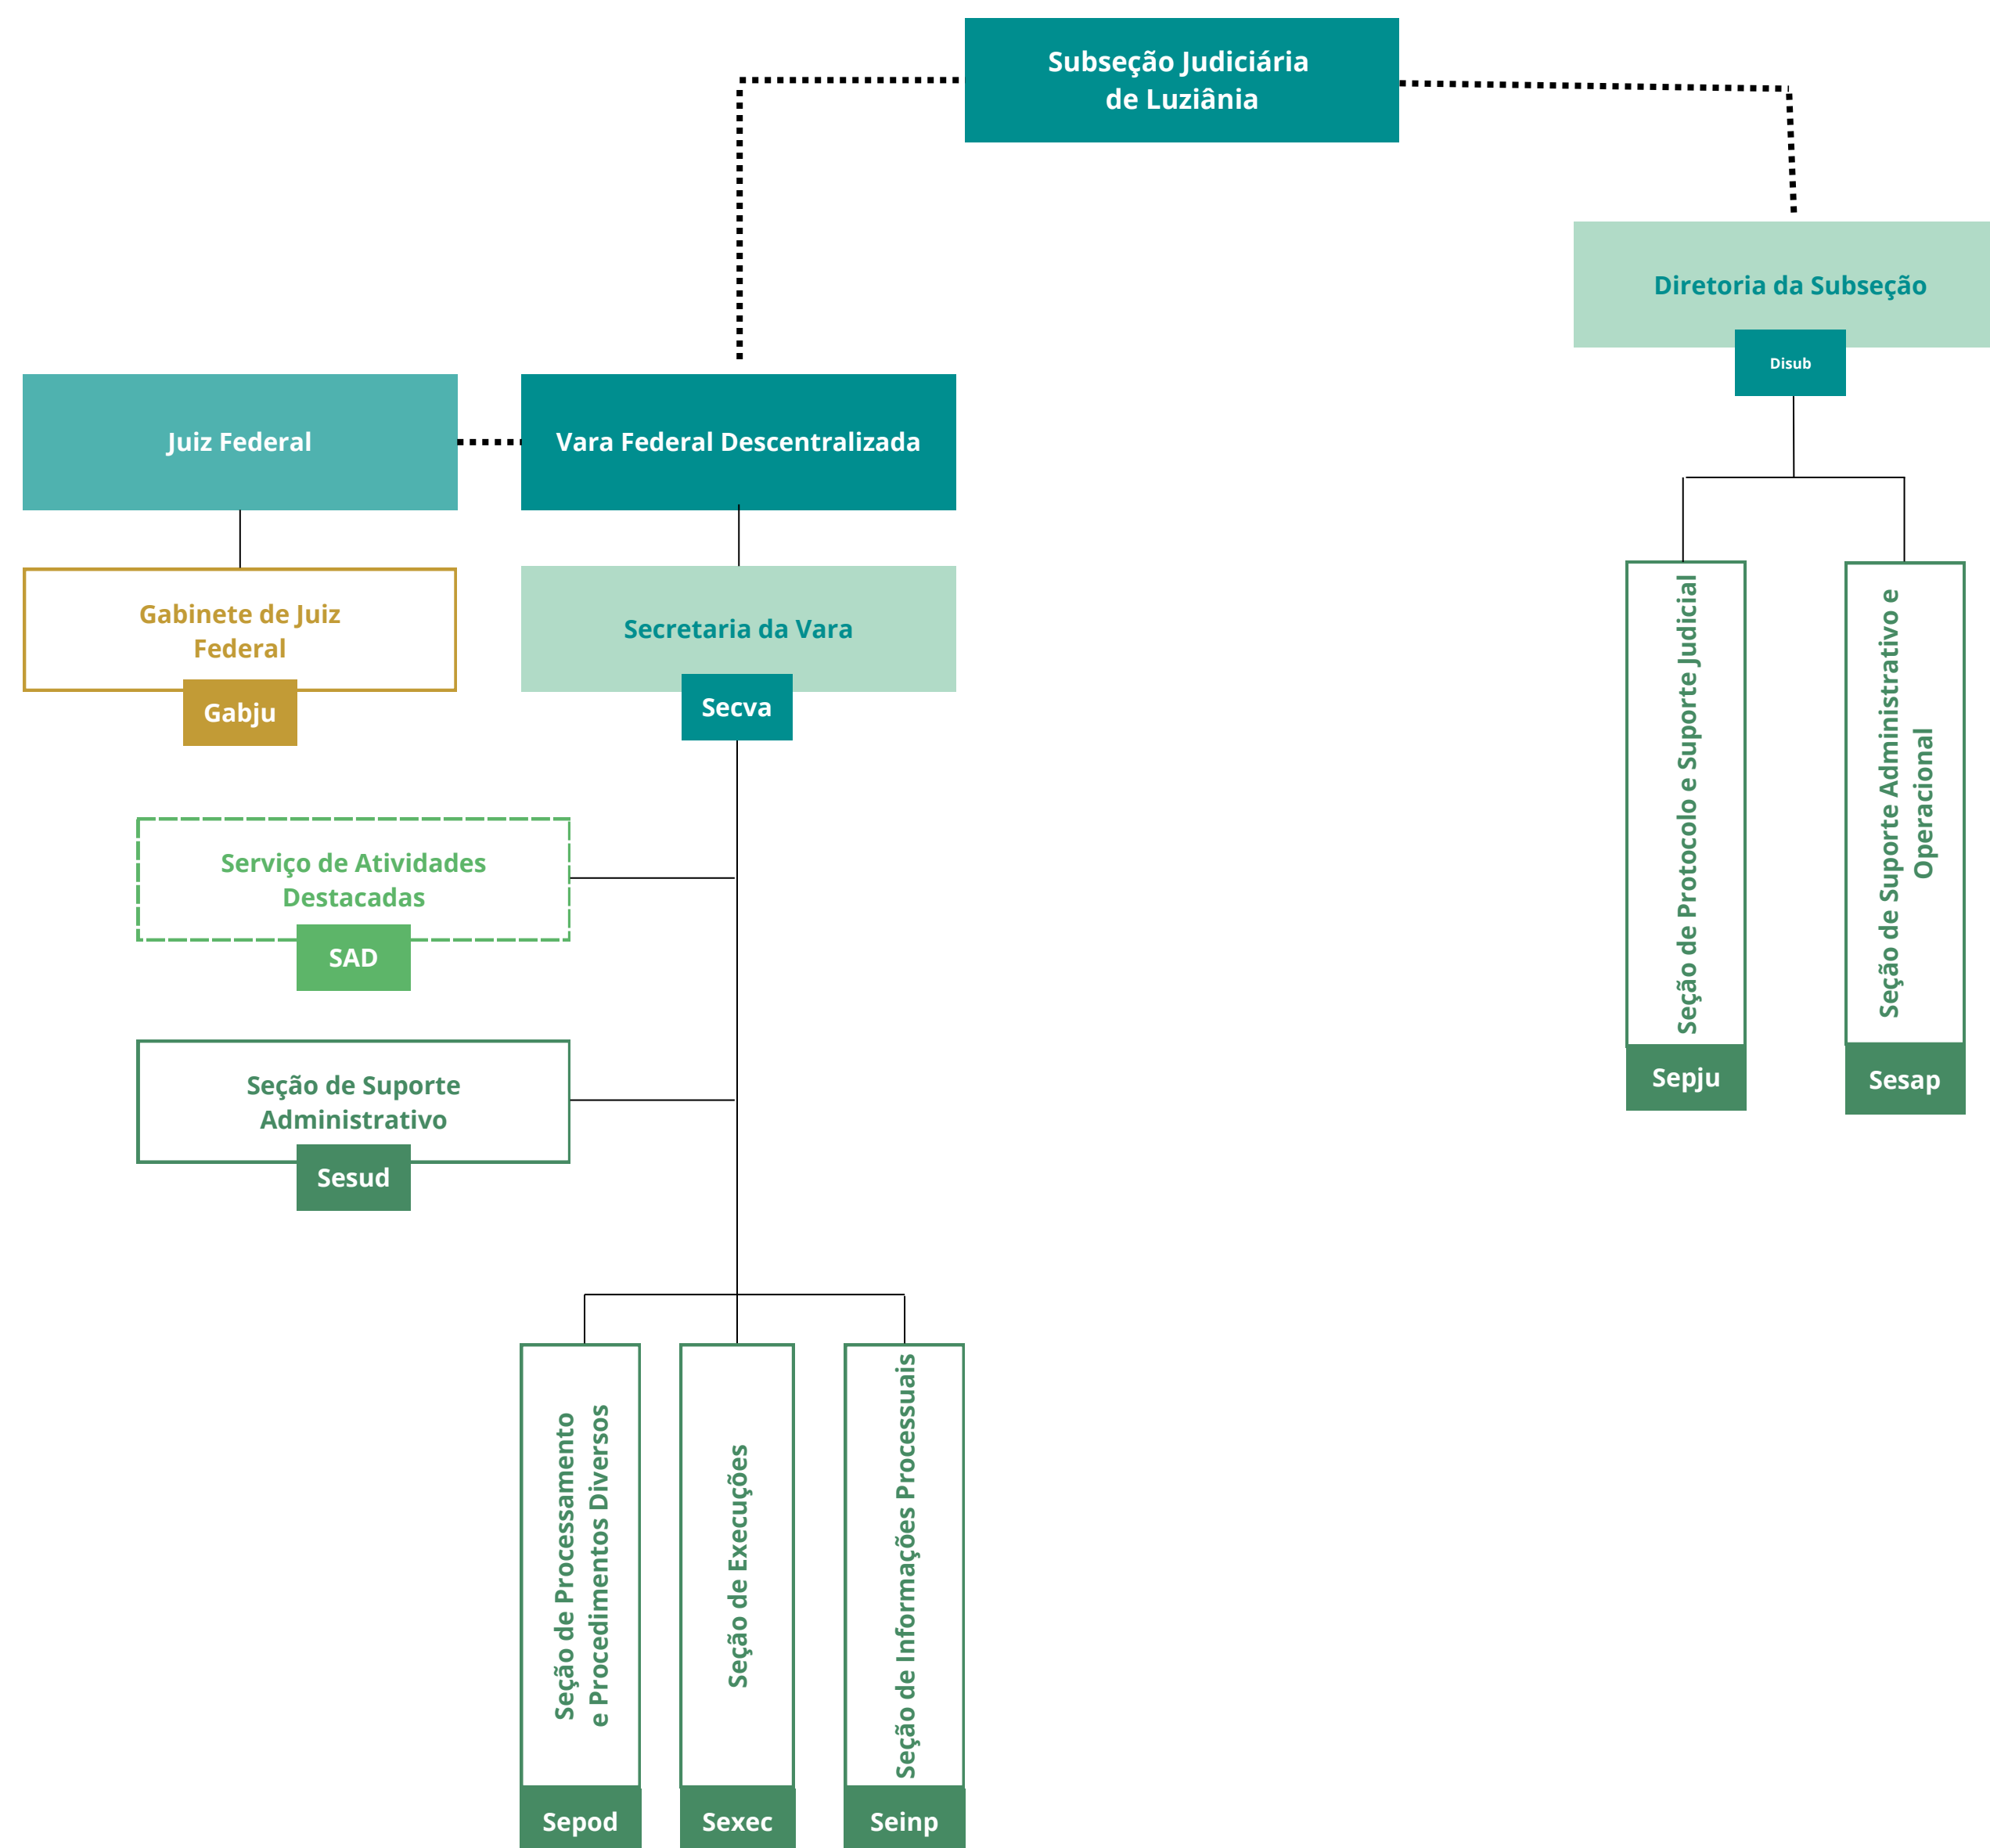 Subseção Judiciária
de Luziânia
Diretoria da Subseção
Disub
Juiz Federal
Vara Federal Descentralizada
Gabinete de Juiz
Federal
Gabju
Secretaria da Vara
Secva
Seção de Protocolo e Suporte Judicial
Sepju
Seção de Suporte Administrativo e
Operacional
Sesap
Serviço de Atividades
Destacadas
SAD
Seção de Suporte
Administrativo
Sesud
Seção de Processamento
e Procedimentos Diversos
Sepod
Seção de Execuções
Sexec
Seção de Informações Processuais
Seinp